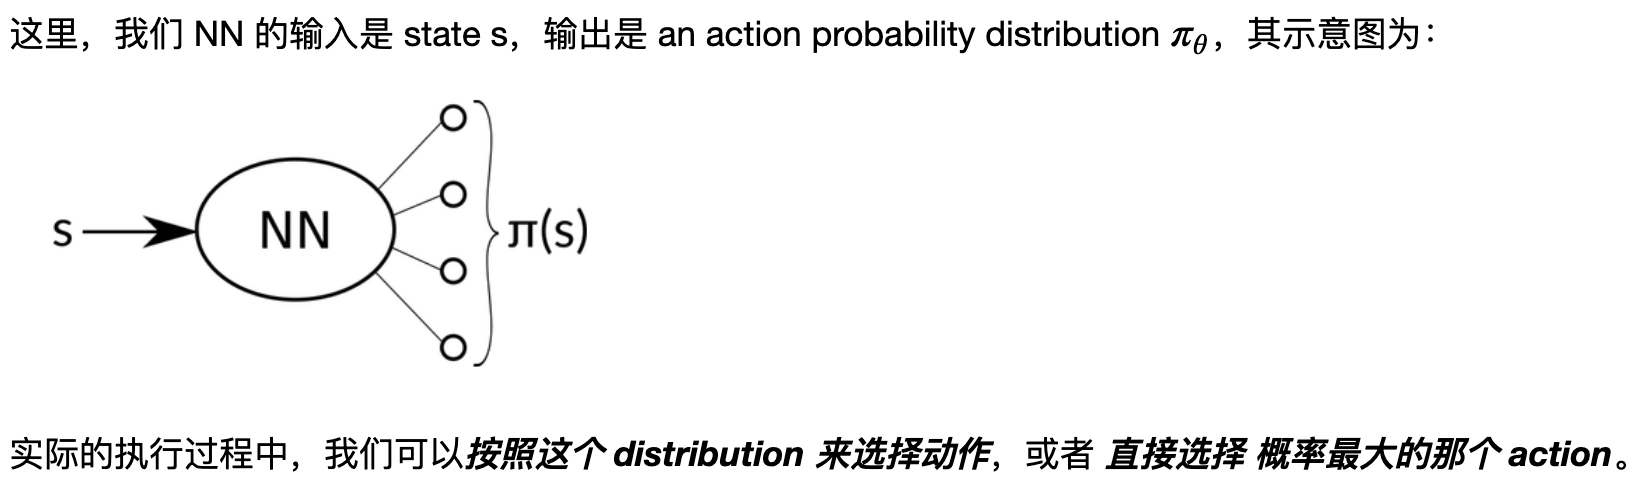 这里，我们 NN 的输入是 state s，输出是 an action probability distribution πθ，其示意图为：
s NN π(s)
实际的执行过程中，我们可以按照这个 distribution 来选择动作，或者 直接选择 概率最大的那个 action。